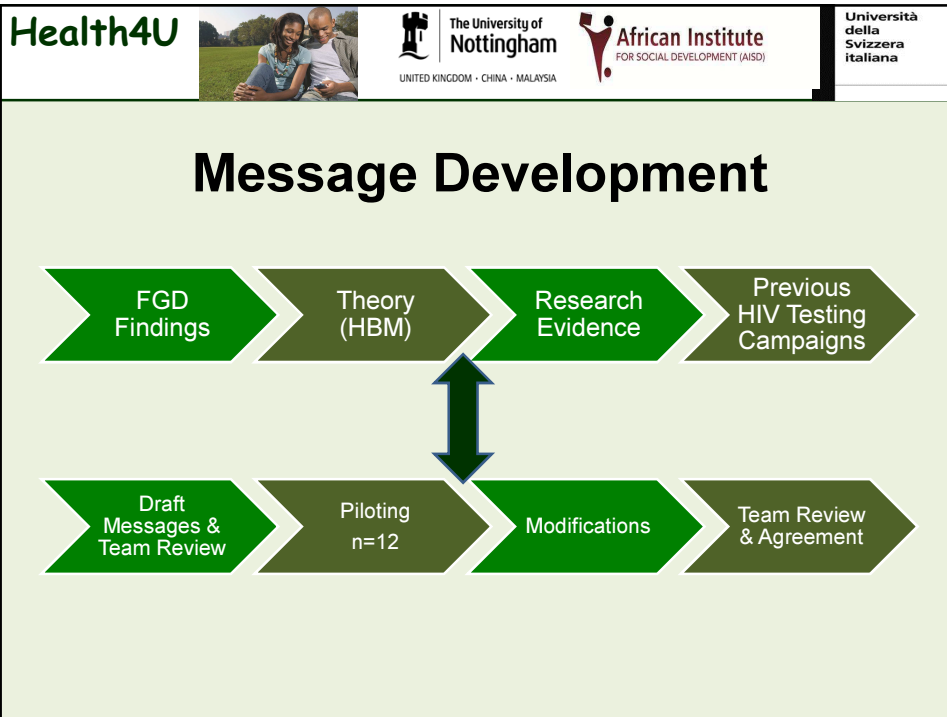 Health4U
The University of
Nottingham
UNITED KINGDOM · CHINA · MALAYSIA
African Institute
FOR SOCIAL DEVELOPMENT (AISD)
Università
della
Svizzera
italiana
Message Development
FGD
Findings
Theory
(HBM)
Research
Evidence
Previous
HIV Testing
Campaigns
Draft
Messages &
Team Review
Piloting
n=12
Modifications
Team Review
& Agreement